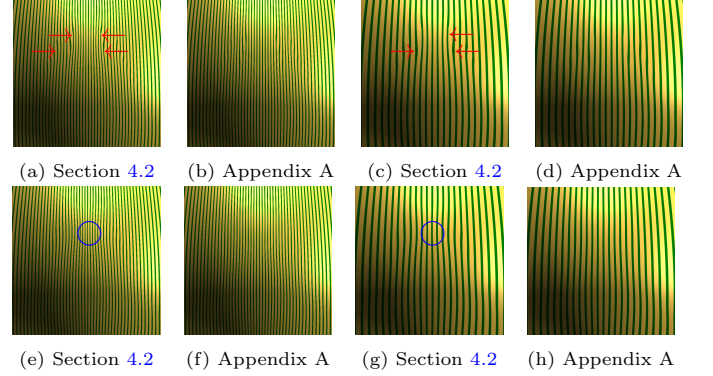 (a) Section 4.2 (b) Appendix A (c) Section 4.2 (d) Appendix A
(e) Section 4.2 (f) Appendix A (g) Section 4.2 (h) Appendix A